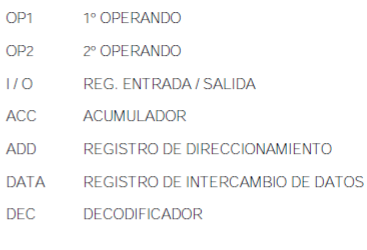 OP1 1º OPERANDO
OP2 2º OPERANDO
I / O REG. ENTRADA / SALIDA
ACC ACUMULADOR
ADD REGISTRO DE DIRECCIONAMIENTO
DATA REGISTRO DE INTERCAMBIO DE DATOS
DEC DECODIFICADOR